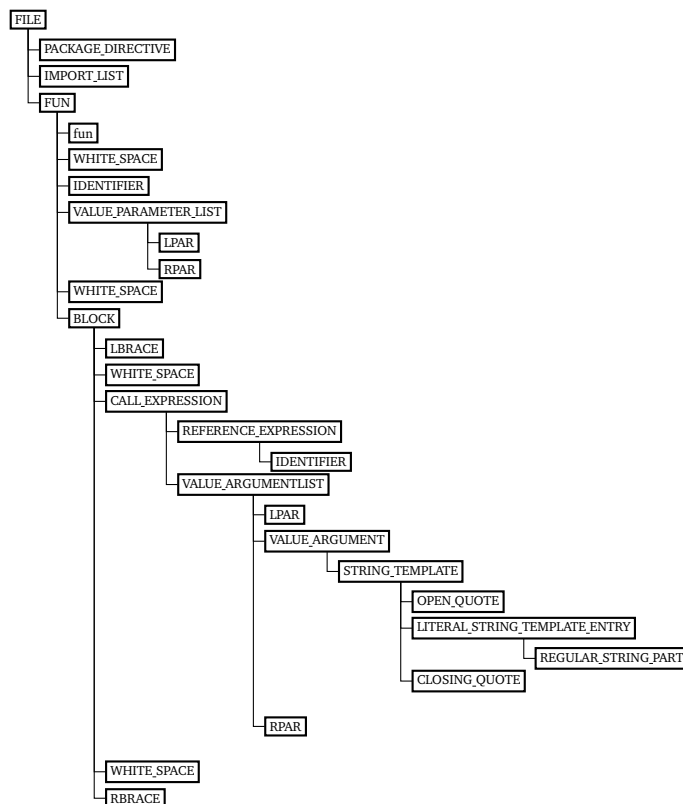 FILE
PACKAGE_DIRECTIVE
IMPORT_LIST
FUN
fun
WHITE_SPACE
IDENTIFIER
VALUE_PARAMETER_LIST
LPAR
RPAR
WHITE_SPACE
BLOCK
LBRACE
WHITE_SPACE
CALL_EXPRESSION
REFERENCE_EXPRESSION
IDENTIFIER
VALUE_ARGUMENTLIST
LPAR
VALUE_ARGUMENT
STRING_TEMPLATE
OPEN_QUOTE
LITERAL_STRING_TEMPLATE_ENTRY
REGULAR_STRING_PART
CLOSING_QUOTE
RPAR
WHITE_SPACE
RBRACE